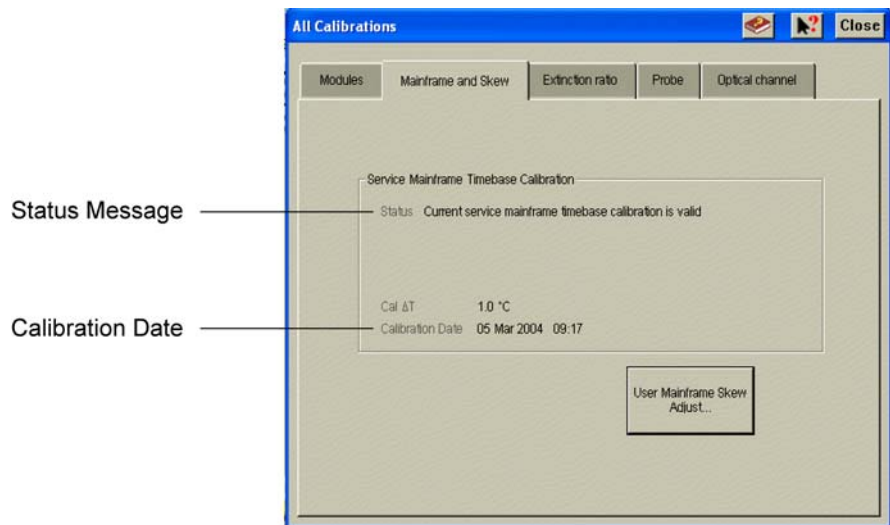 All Calibrations ? Close
Modules Mainframe and Skew Extinction ratio Probe Optical channel
Service Mainframe Timebase Calibration
Status Message
Status Current service mainframe timebase calibration is valid
Cal ΔT 1.0 °C
Calibration Date
Calibration Date 05 Mar 2004 09:17
User Mainframe Skew
Adjust...